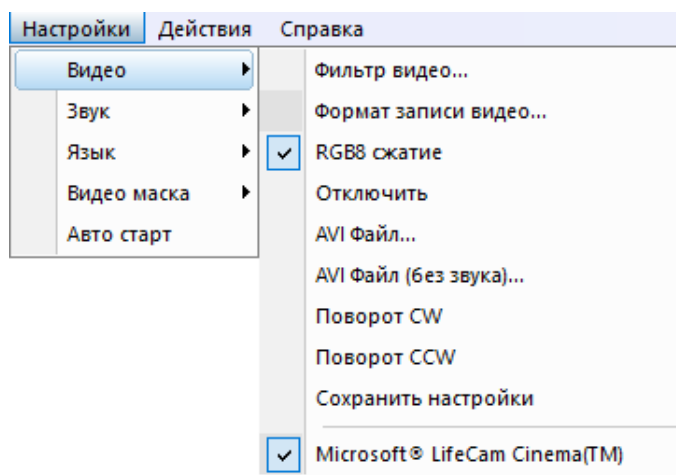 Настройки Действия Справка
Видео
Звук
Язык
Видео маска
Авто старт
Фильтр видео...
Формат записи видео...
RGB8 сжатие
Отключить
AVI Файл...
AVI Файл (без звука)...
Поворот CW
Поворот CCW
Сохранить настройки
Microsoft® LifeCam Cinema(TM)